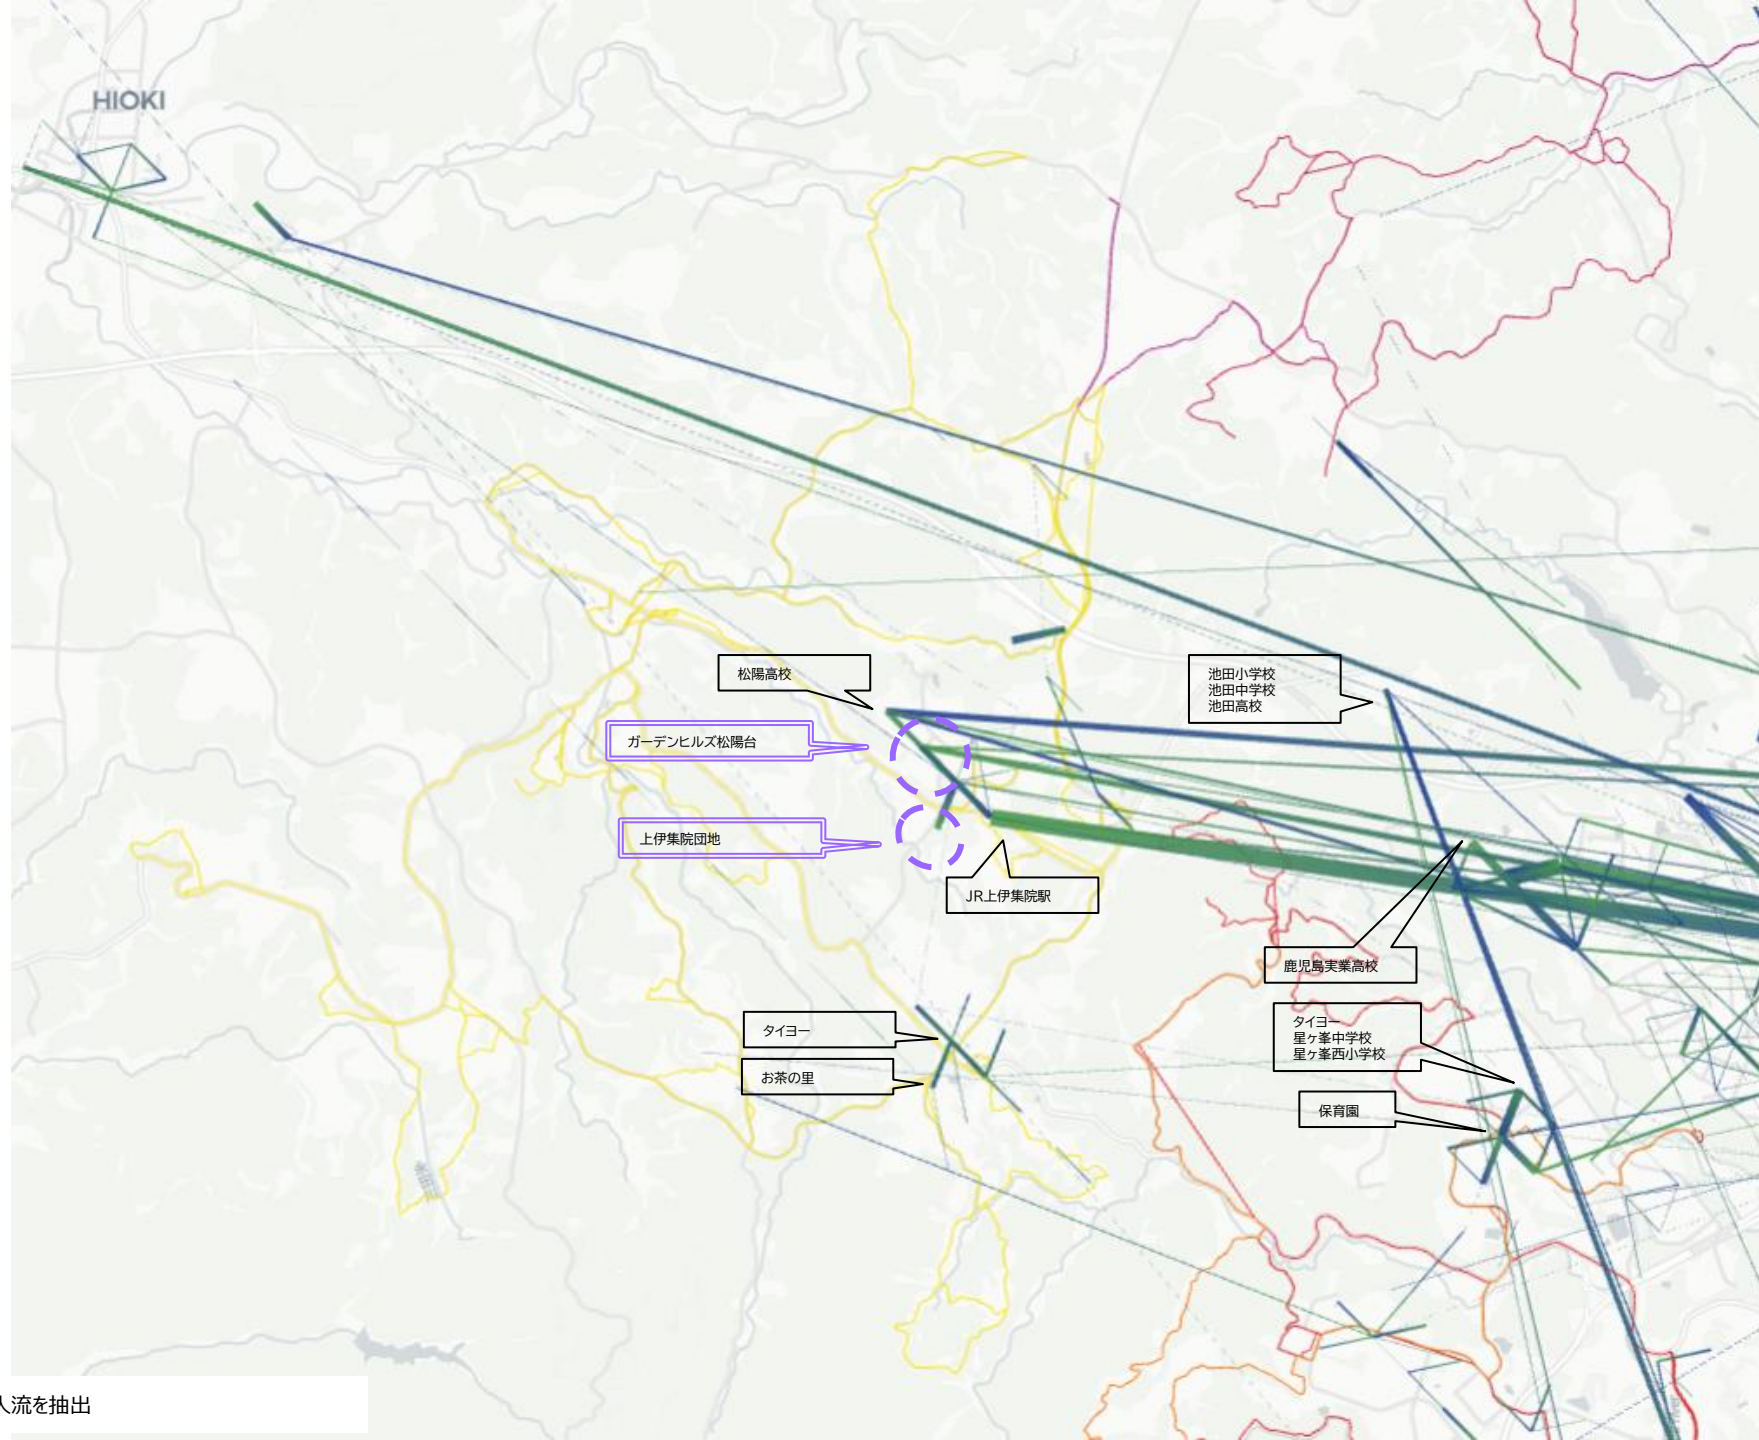 HIOKI
松陽高校
池田小学校
池田中学校
池田高校
ガーデンヒルズ松陽台
上伊集院団地
JR上伊集院駅
鹿児島実業高校
タイヨー
お茶の里
タイヨー
星ヶ峯中学校
星ヶ峯西小学校
保育園
人流を抽出